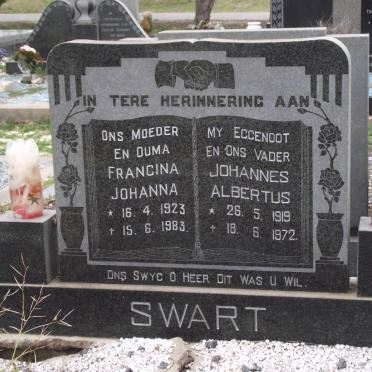 IN TERE HERINNERING AAN
ONS MOEDER
EN OUMA
FRANCINA
JOHANNA
* 16. 4. 1923
+ 15. 6. 1983.
MY EGGENOOT
EN ONS VADER
JOHANNES
ALBERTUS
* 26. 5. 1919
+ 18. 6. 1972.
ONS SWYG O HEER DIT WAS U WIL.
SWART